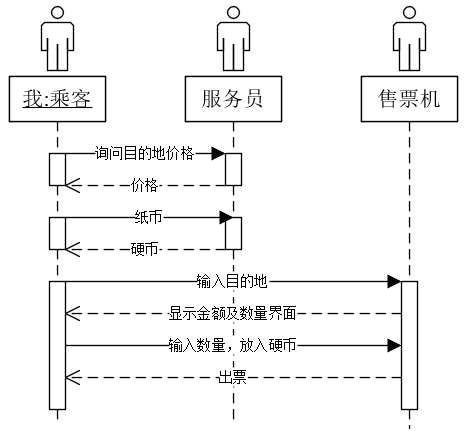 我:乘客
服务员
售票机
询问目的地价格
价格
纸币
硬币
输入目的地
显示金额及数量界面
输入数量，放入硬币
出票